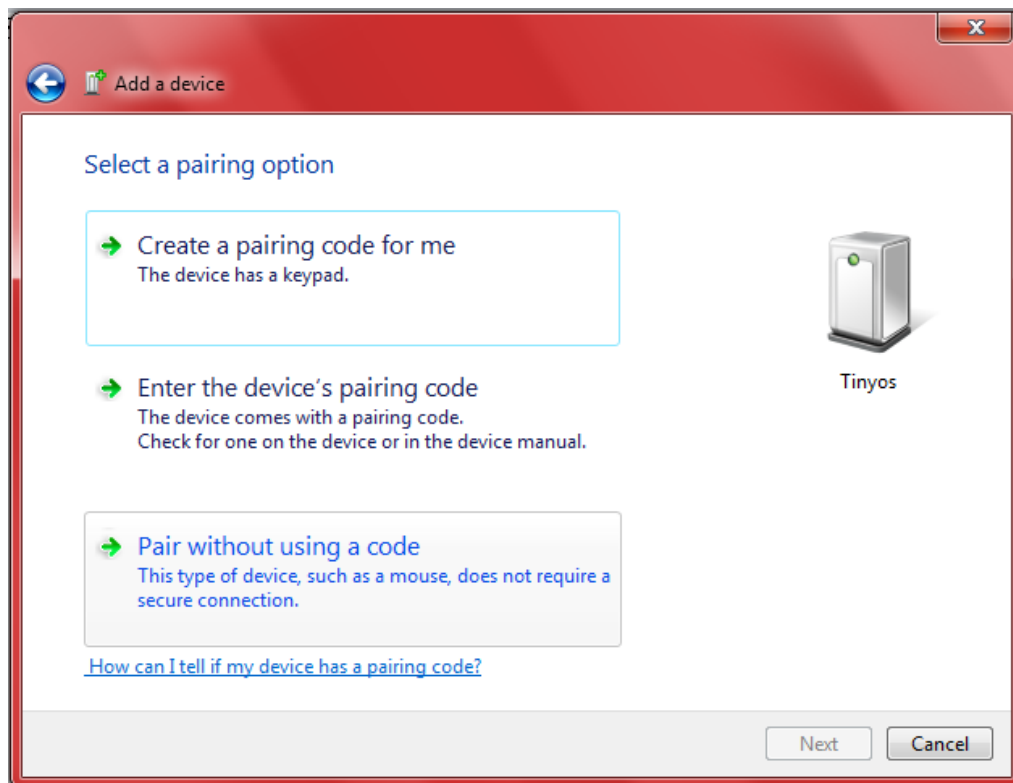 Add a device
Select a pairing option
Create a pairing code for me
The device has a keypad.
Enter the device's pairing code
The device comes with a pairing code.
Check for one on the device or in the device manual.
Tinyos
Pair without using a code
This type of device, such as a mouse, does not require a
secure connection.
How can I tell if my device has a pairing code?
Next
Cancel